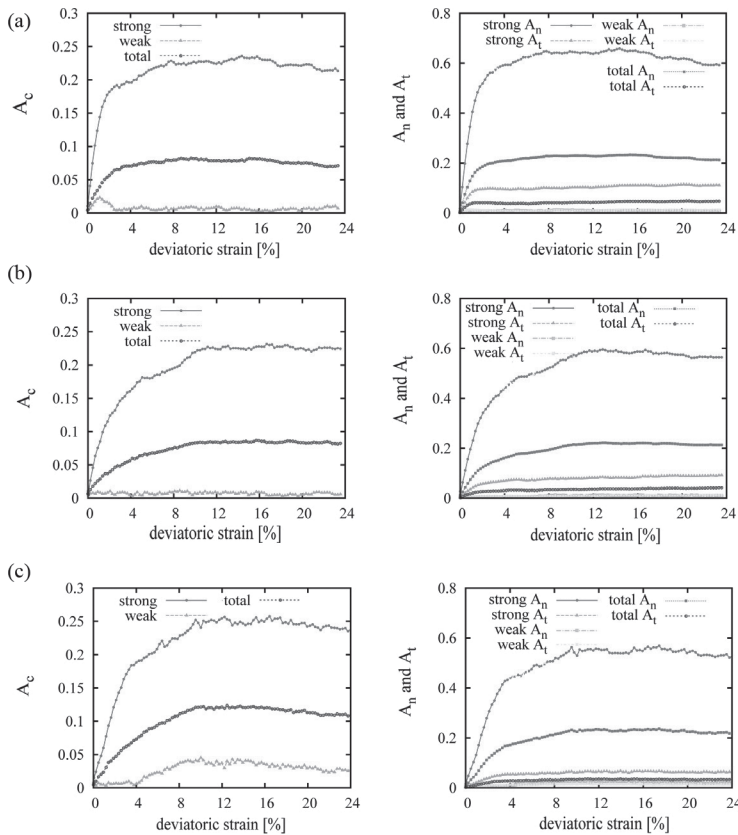 (a)
0.3
0.25
0.2
0.15
0.1
0.05
0
A_c
strong
weak
total
0 4 8 12 16 20 24
deviatoric strain [%]
0.8
0.6
0.4
0.2
0
A_n and A_t
strong A_n
strong A_t
weak A_n
weak A_t
total A_n
total A_t
0 4 8 12 16 20 24
deviatoric strain [%]
(b)
0.3
0.25
0.2
0.15
0.1
0.05
0
A_c
strong
weak
total
0 4 8 12 16 20 24
deviatoric strain [%]
0.8
0.6
0.4
0.2
0
A_n and A_t
strong A_n
strong A_t
weak A_n
weak A_t
total A_n
total A_t
0 4 8 12 16 20 24
deviatoric strain [%]
(c)
0.3
0.25
0.2
0.15
0.1
0.05
0
A_c
strong
weak
total
0 4 8 12 16 20 24
deviatoric strain [%]
0.8
0.6
0.4
0.2
0
A_n and A_t
strong A_n
strong A_t
weak A_n
weak A_t
total A_n
total A_t
0 4 8 12 16 20 24
deviatoric strain [%]